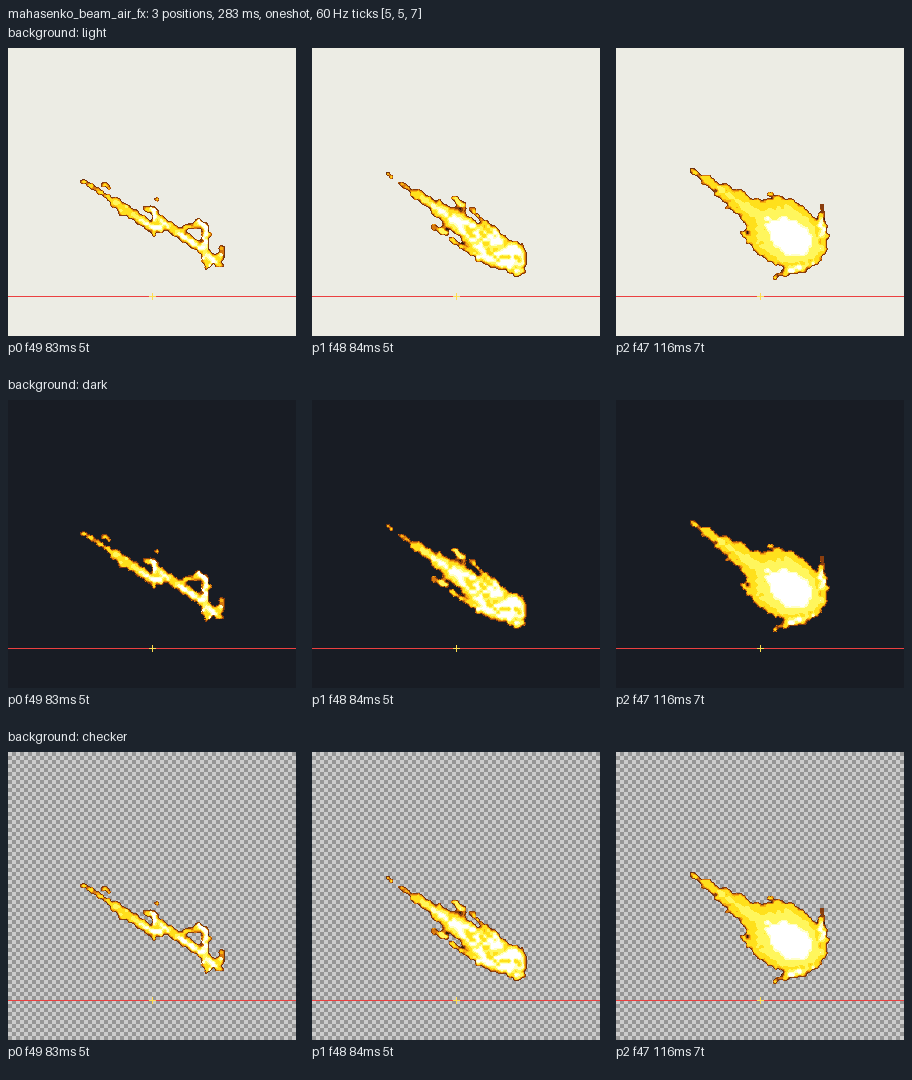 mahasenko_beam_air_fx: 3 positions, 283 ms, oneshot, 60 Hz ticks [5, 5, 7]
background: light
p0 f49 83ms 5t
p1 f48 84ms 5t
p2 f47 116ms 7t
background: dark
p0 f49 83ms 5t
p1 f48 84ms 5t
p2 f47 116ms 7t
background: checker
p0 f49 83ms 5t
p1 f48 84ms 5t
p2 f47 116ms 7t